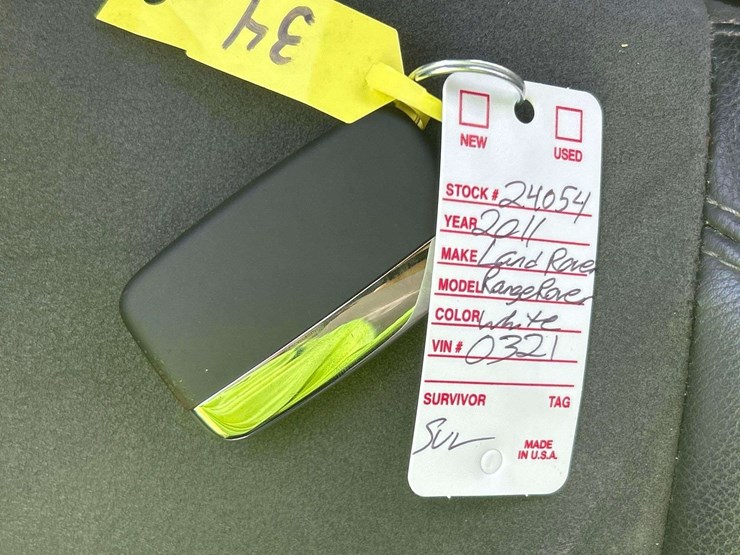 34
NEW
USED
STOCK # 24054
YEAR 2011
MAKE Land Rover
MODEL Range Rover
COLOR White
VIN # 0321
SURVIVOR TAG
SUV
MADE
IN U.S.A.